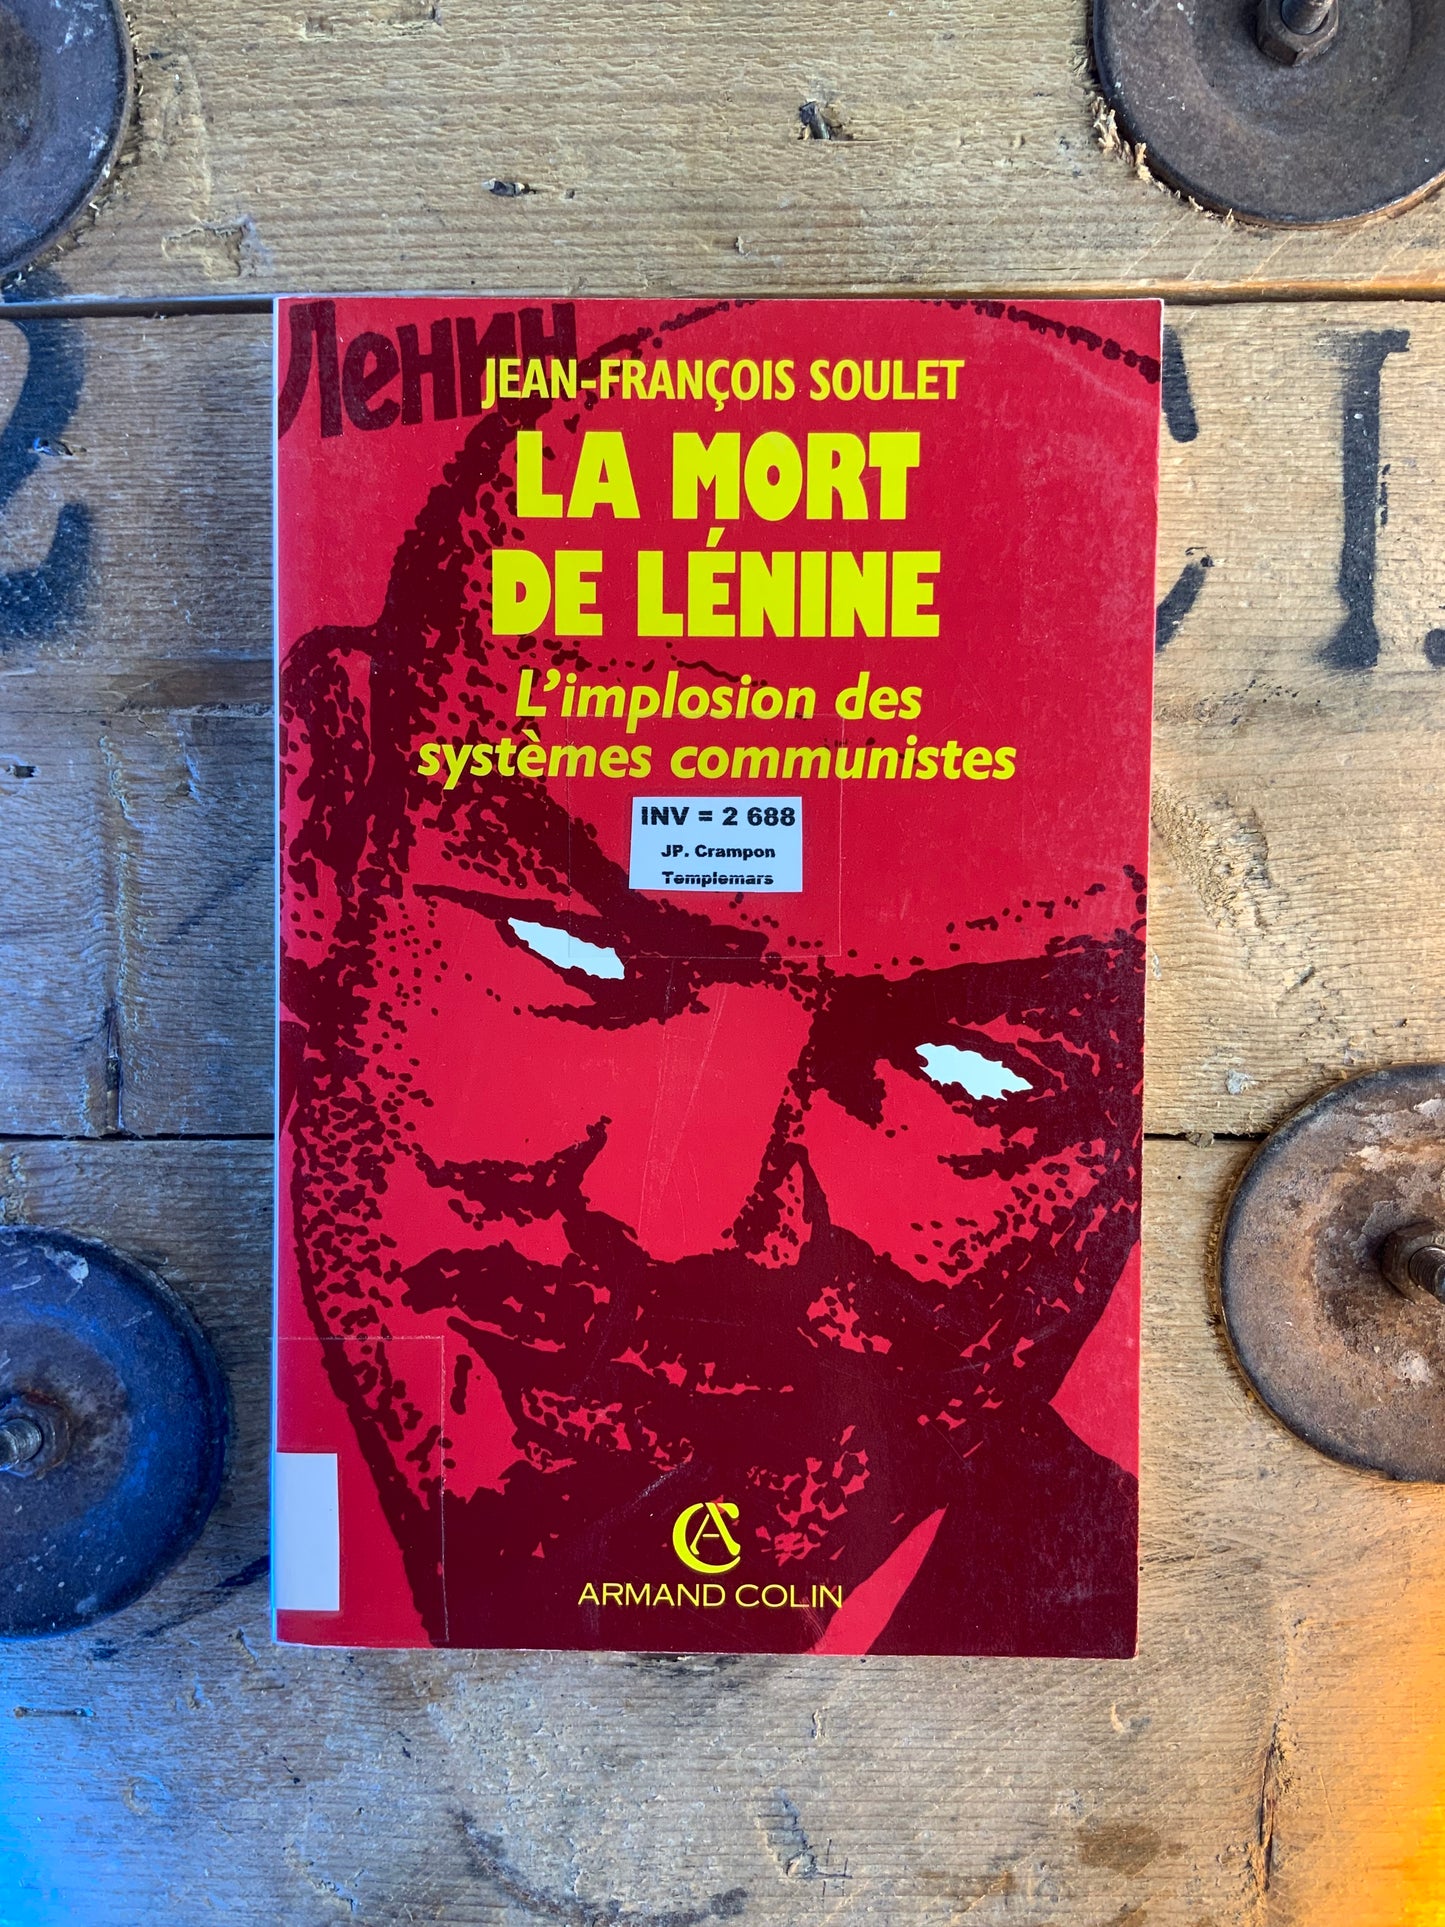 Ленин
JEAN-FRANÇOIS SOULET
LA MORT
DE LÉNINE
L'implosion des
systèmes communistes
INV = 2 688
JP. Crampon
Templemars
CA
ARMAND COLIN